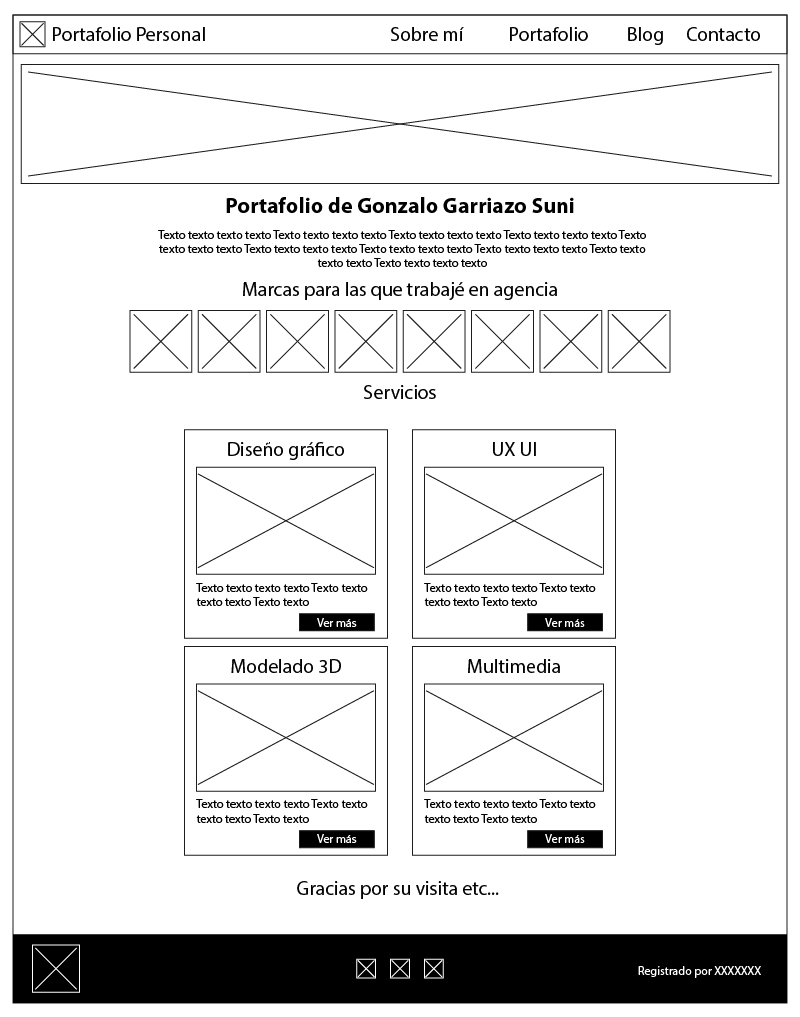 Portafolio Personal Sobre mí Portafolio Blog Contacto
Portafolio de Gonzalo Garriazo Suni
Texto texto texto texto Texto texto texto texto Texto texto texto texto Texto texto texto texto Texto
texto texto texto Texto texto texto texto Texto texto texto texto Texto texto texto texto Texto texto
texto texto Texto texto texto texto
Marcas para las que trabajé en agencia
Servicios
Diseño gráfico
Texto texto texto texto Texto texto
texto texto Texto texto
Ver más
UX UI
Texto texto texto texto Texto texto
texto texto Texto texto
Ver más
Modelado 3D
Texto texto texto texto Texto texto
texto texto Texto texto
Ver más
Multimedia
Texto texto texto texto Texto texto
texto texto Texto texto
Ver más
Gracias por su visita etc...
Registrado por XXXXXXX